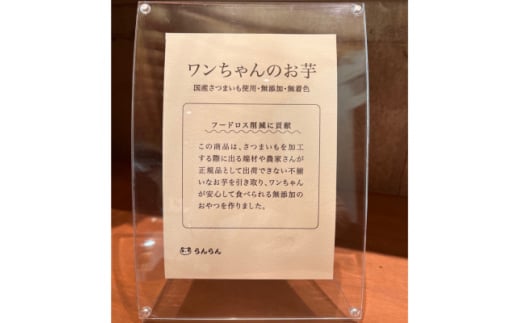 ワンちゃんのお芋
国産さつまいも使用・無添加・無着色
フードロス削減に貢献
この商品は、さつまいもを加工
する際に出る端材や農家さんが
正規品として出荷できない不揃
いなお芋を引き取り、ワンちゃん
が安心して食べられる無添加の
おやつを作りました。
らんらん